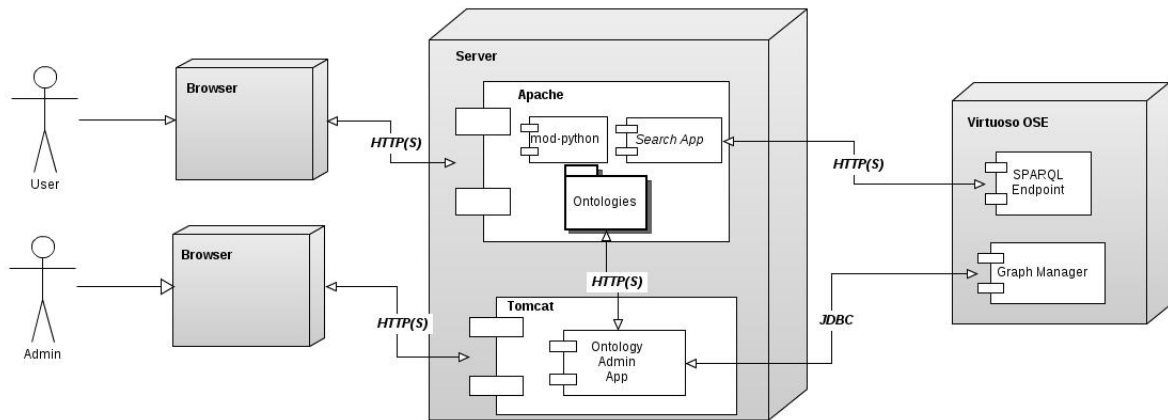 User
Browser
HTTP(S)
Server
Apache
mod-python
Search App
Ontologies
HTTP(S)
Virtuoso OSE
SPARQL
Endpoint
Graph Manager
HTTP(S)
Admin
Browser
HTTP(S)
Tomcat
Ontology
Admin
App
JDBC